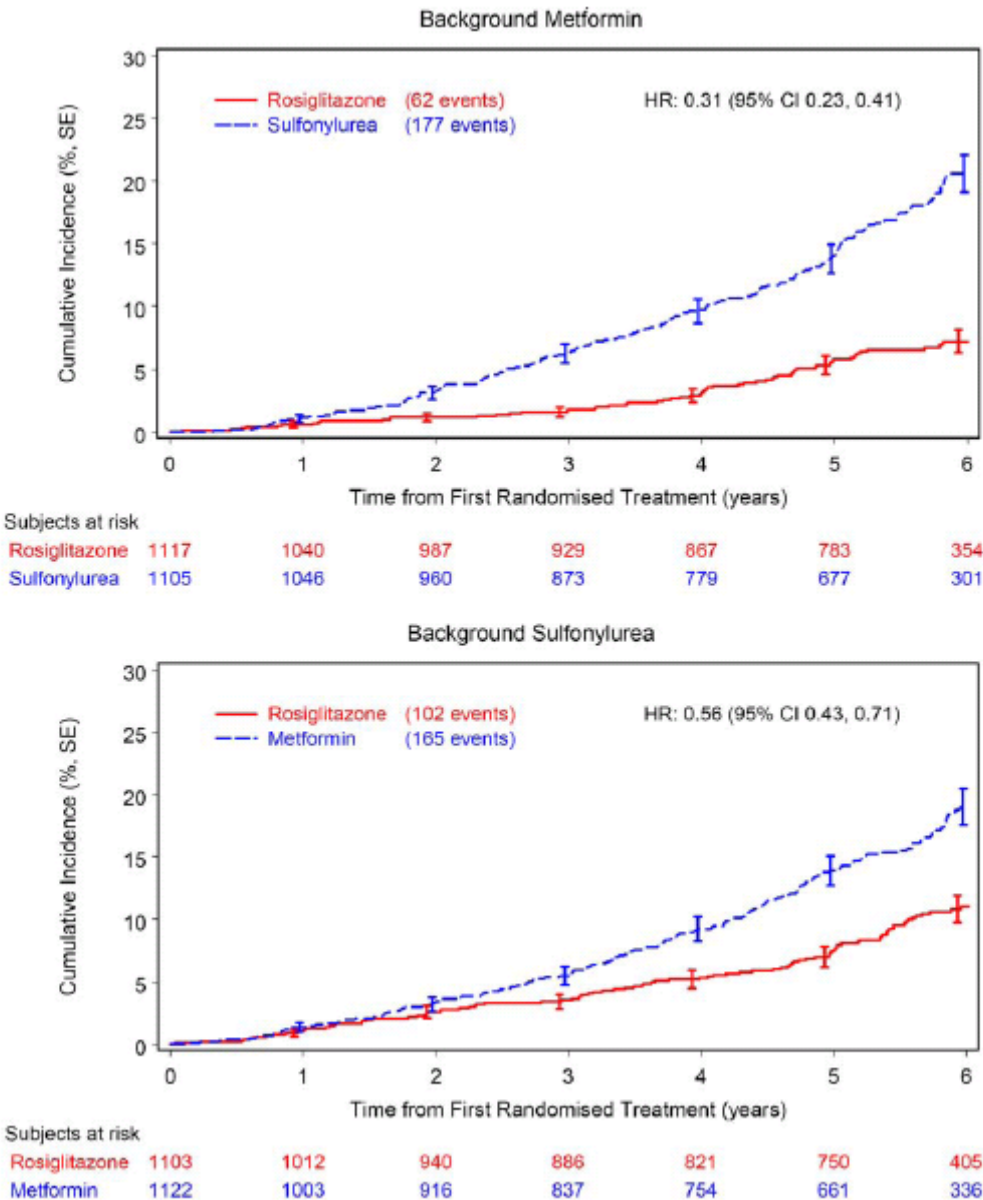 Background Metformin
30
25
20
15
10
5
0
Cumulative Incidence (%, SE)
Rosiglitazone (62 events)
Sulfonylurea (177 events)
HR: 0.31 (95% CI 0.23, 0.41)
0 1 2 3 4 5 6
Time from First Randomised Treatment (years)
Subjects at risk
Rosiglitazone 1117 1040 987 929 867 783 354
Sulfonylurea 1105 1046 960 873 779 677 301
Background Sulfonylurea
30
25
20
15
10
5
0
Cumulative Incidence (%, SE)
Rosiglitazone (102 events)
Metformin (165 events)
HR: 0.56 (95% CI 0.43, 0.71)
0 1 2 3 4 5 6
Time from First Randomised Treatment (years)
Subjects at risk
Rosiglitazone 1103 1012 940 886 821 750 405
Metformin 1122 1003 916 837 754 661 336